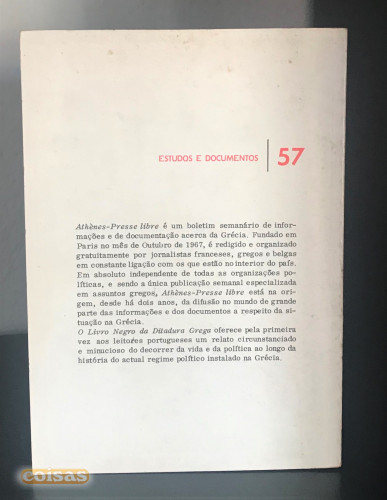 ESTUDOS E DOCUMENTOS 57
Athènes-Presse libre é um boletim semanário de infor-
mações e de documentação acerca da Grécia. Fundado em
Paris no mês de Outubro de 1967, é redigido e organizado
gratuitamente por jornalistas franceses, gregos e belgas
em constante ligação com os que estão no interior do país.
Em absoluto independente de todas as organizações po-
líticas, e sendo a única publicação semanal especializada
em assuntos gregos, Athènes-Presse libre está na ori-
gem, desde há dois anos, da difusão no mundo de grande
parte das informações e dos documentos a respeito da si-
tuação na Grécia.
O Livro Negro da Ditadura Grega oferece pela primeira
vez aos leitores portugueses um relato circunstanciado
e minucioso do decorrer da vida e da política ao longo da
história do actual regime político instalado na Grécia.
coisas